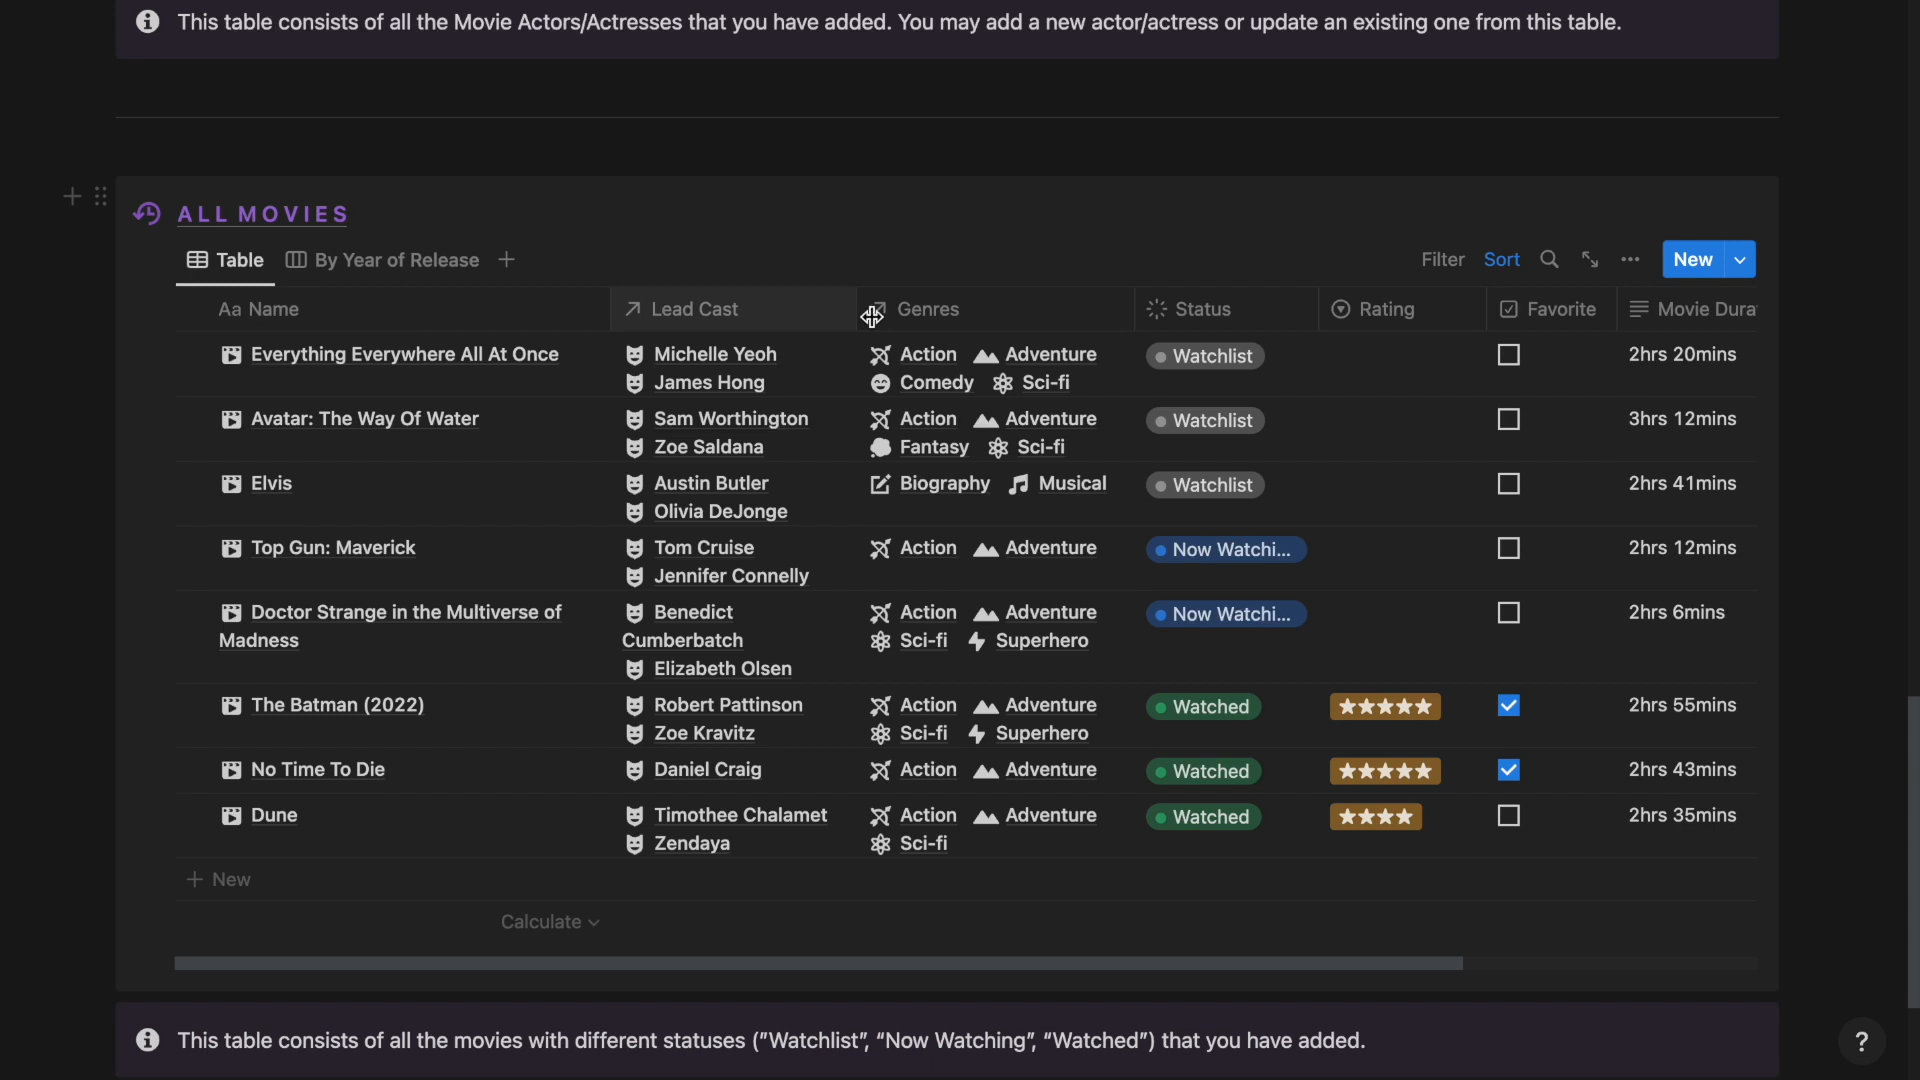 This table consists of all the Movie Actors/Actresses that you have added. You may add a new actor/actress or update an existing one from this table.
ALL MOVIES
Table By Year of Release
Filter Sort New
Aa Name Lead Cast Genres Status Rating Favorite Movie Dura
Everything Everywhere All At Once Michelle Yeoh Action Adventure Watchlist 2hrs 20mins
James Hong Comedy Sci-fi
Avatar: The Way Of Water Sam Worthington Action Adventure Watchlist 3hrs 12mins
Zoe Saldana Fantasy Sci-fi
Elvis Austin Butler Biography Musical Watchlist 2hrs 41mins
Olivia DeJonge
Top Gun: Maverick Tom Cruise Action Adventure Now Watchi... 2hrs 12mins
Jennifer Connelly
Doctor Strange in the Multiverse of Benedict Action Adventure Now Watchi... 2hrs 6mins
Madness Cumberbatch Sci-fi Superhero
Elizabeth Olsen
The Batman (2022) Robert Pattinson Action Adventure Watched ★★★★★ 2hrs 55mins
Zoe Kravitz Sci-fi Superhero
No Time To Die Daniel Craig Action Adventure Watched ★★★★★ 2hrs 43mins
Dune Timothee Chalamet Action Adventure Watched ★★★★ 2hrs 35mins
Zendaya Sci-fi
+ New
Calculate
This table consists of all the movies with different statuses (”Watchlist”, “Now Watching”, “Watched”) that you have added.
?